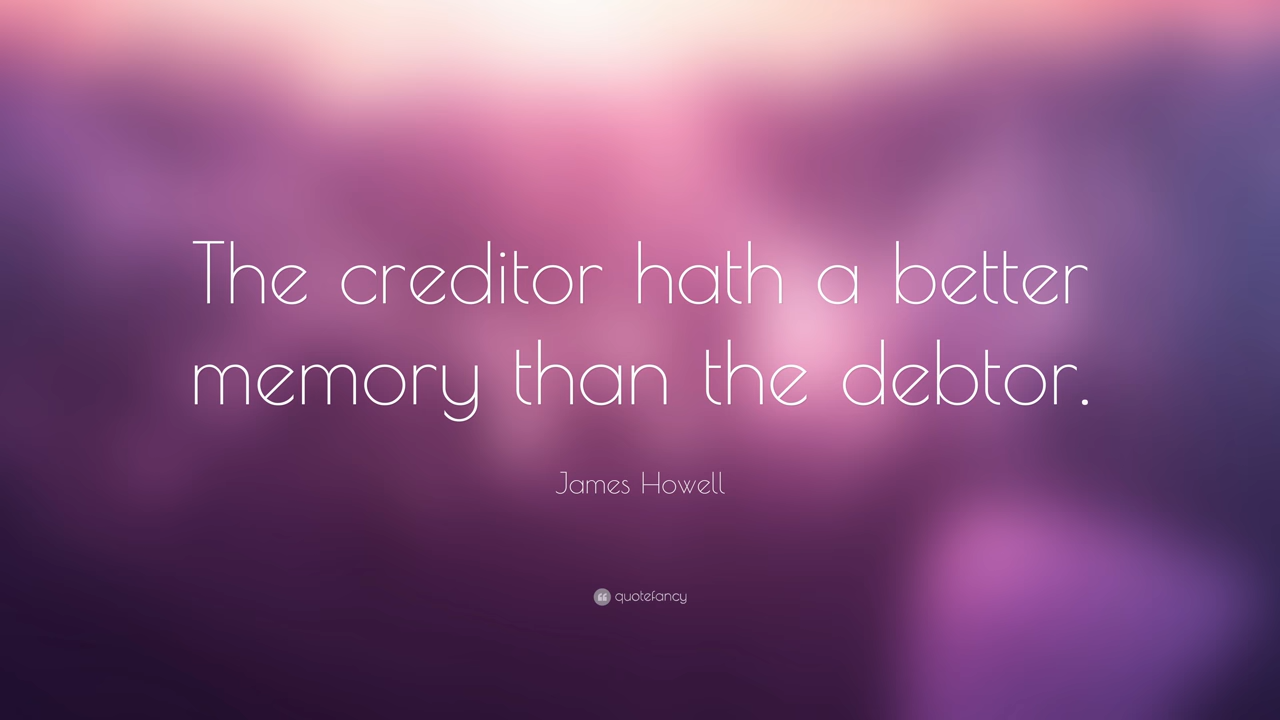 The creditor hath a better
memory than the debtor.
James Howell
quotefancy